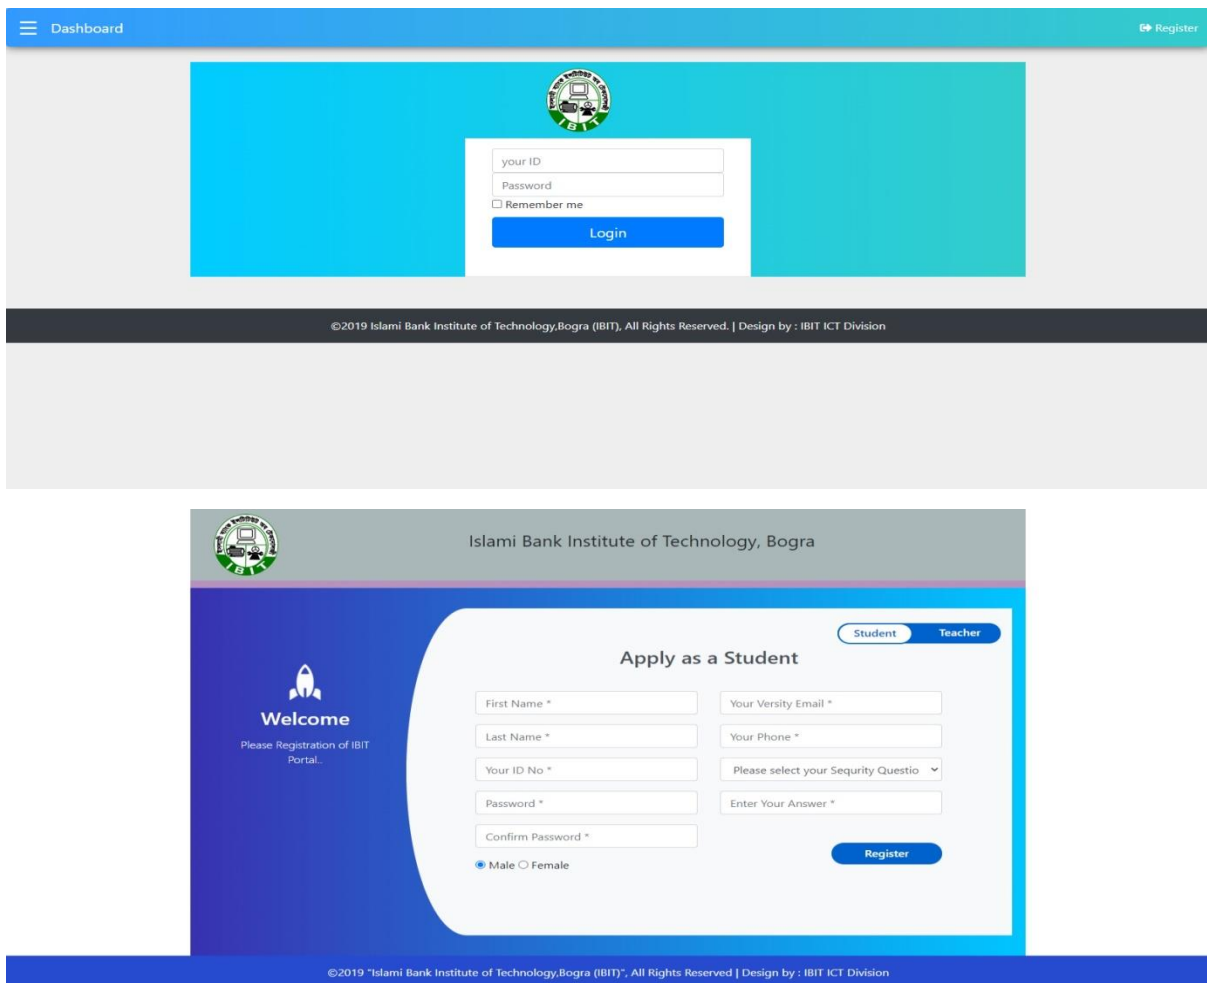 Dashboard
Register
IBIT
your ID
Password
Remember me
Login
©2019 Islami Bank Institute of Technology,Bogra (IBIT), All Rights Reserved. | Design by : IBIT ICT Division
IBIT
Islami Bank Institute of Technology, Bogra
Student Teacher
Apply as a Student
Welcome
Please Registration of IBIT
Portal..
First Name * Your Versity Email *
Last Name * Your Phone *
Your ID No * Please select your Sequrity Questio
Password * Enter Your Answer *
Confirm Password *
Register
Male Female
©2019 "Islami Bank Institute of Technology,Bogra (IBIT)", All Rights Reserved | Design by : IBIT ICT Division